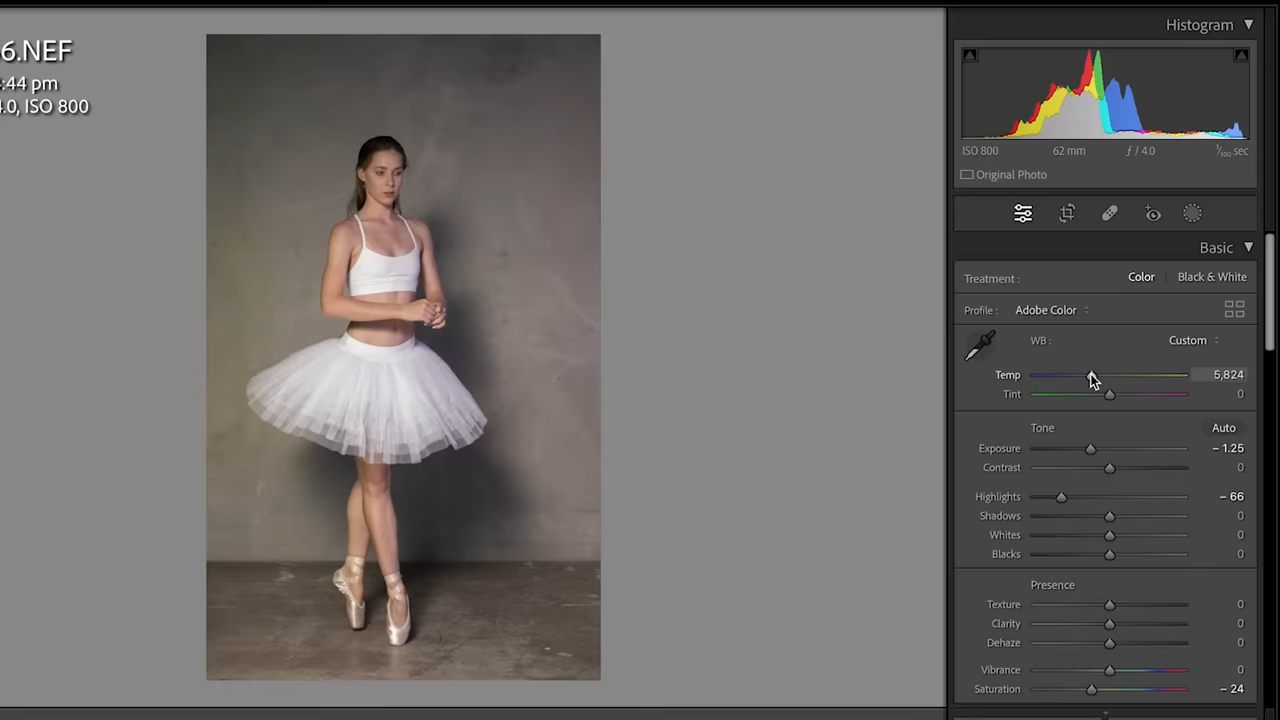 6.NEF
:44 pm
4.0, ISO 800
Histogram
ISO 800 62 mm ƒ / 4.0 1/100 sec
Original Photo
Basic
Treatment : Color Black & White
Profile : Adobe Color
WB : Custom
Temp 5,824
Tint 0
Tone Auto
Exposure – 1.25
Contrast 0
Highlights – 66
Shadows 0
Whites 0
Blacks 0
Presence
Texture 0
Clarity 0
Dehaze 0
Vibrance 0
Saturation – 24